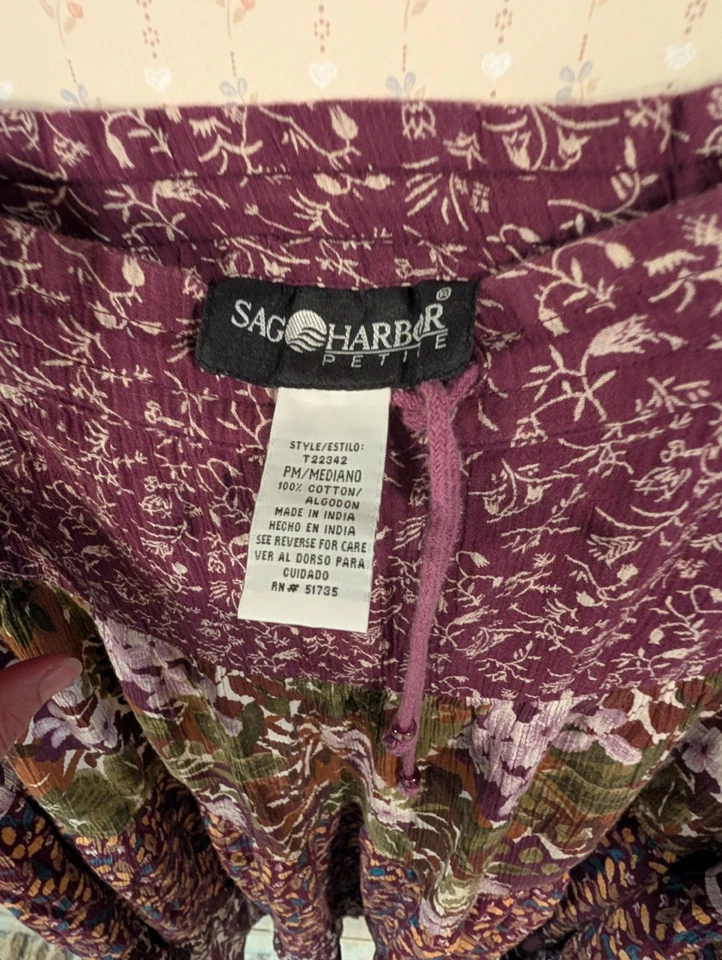 SAG HARBOR®
PETITE
STYLE/ESTILO:
T22342
PM/MEDIANO
100% COTTON/
ALGODON
MADE IN INDIA
HECHO EN INDIA
SEE REVERSE FOR CARE
VER AL DORSO PARA
CUIDADO
RN# 51735